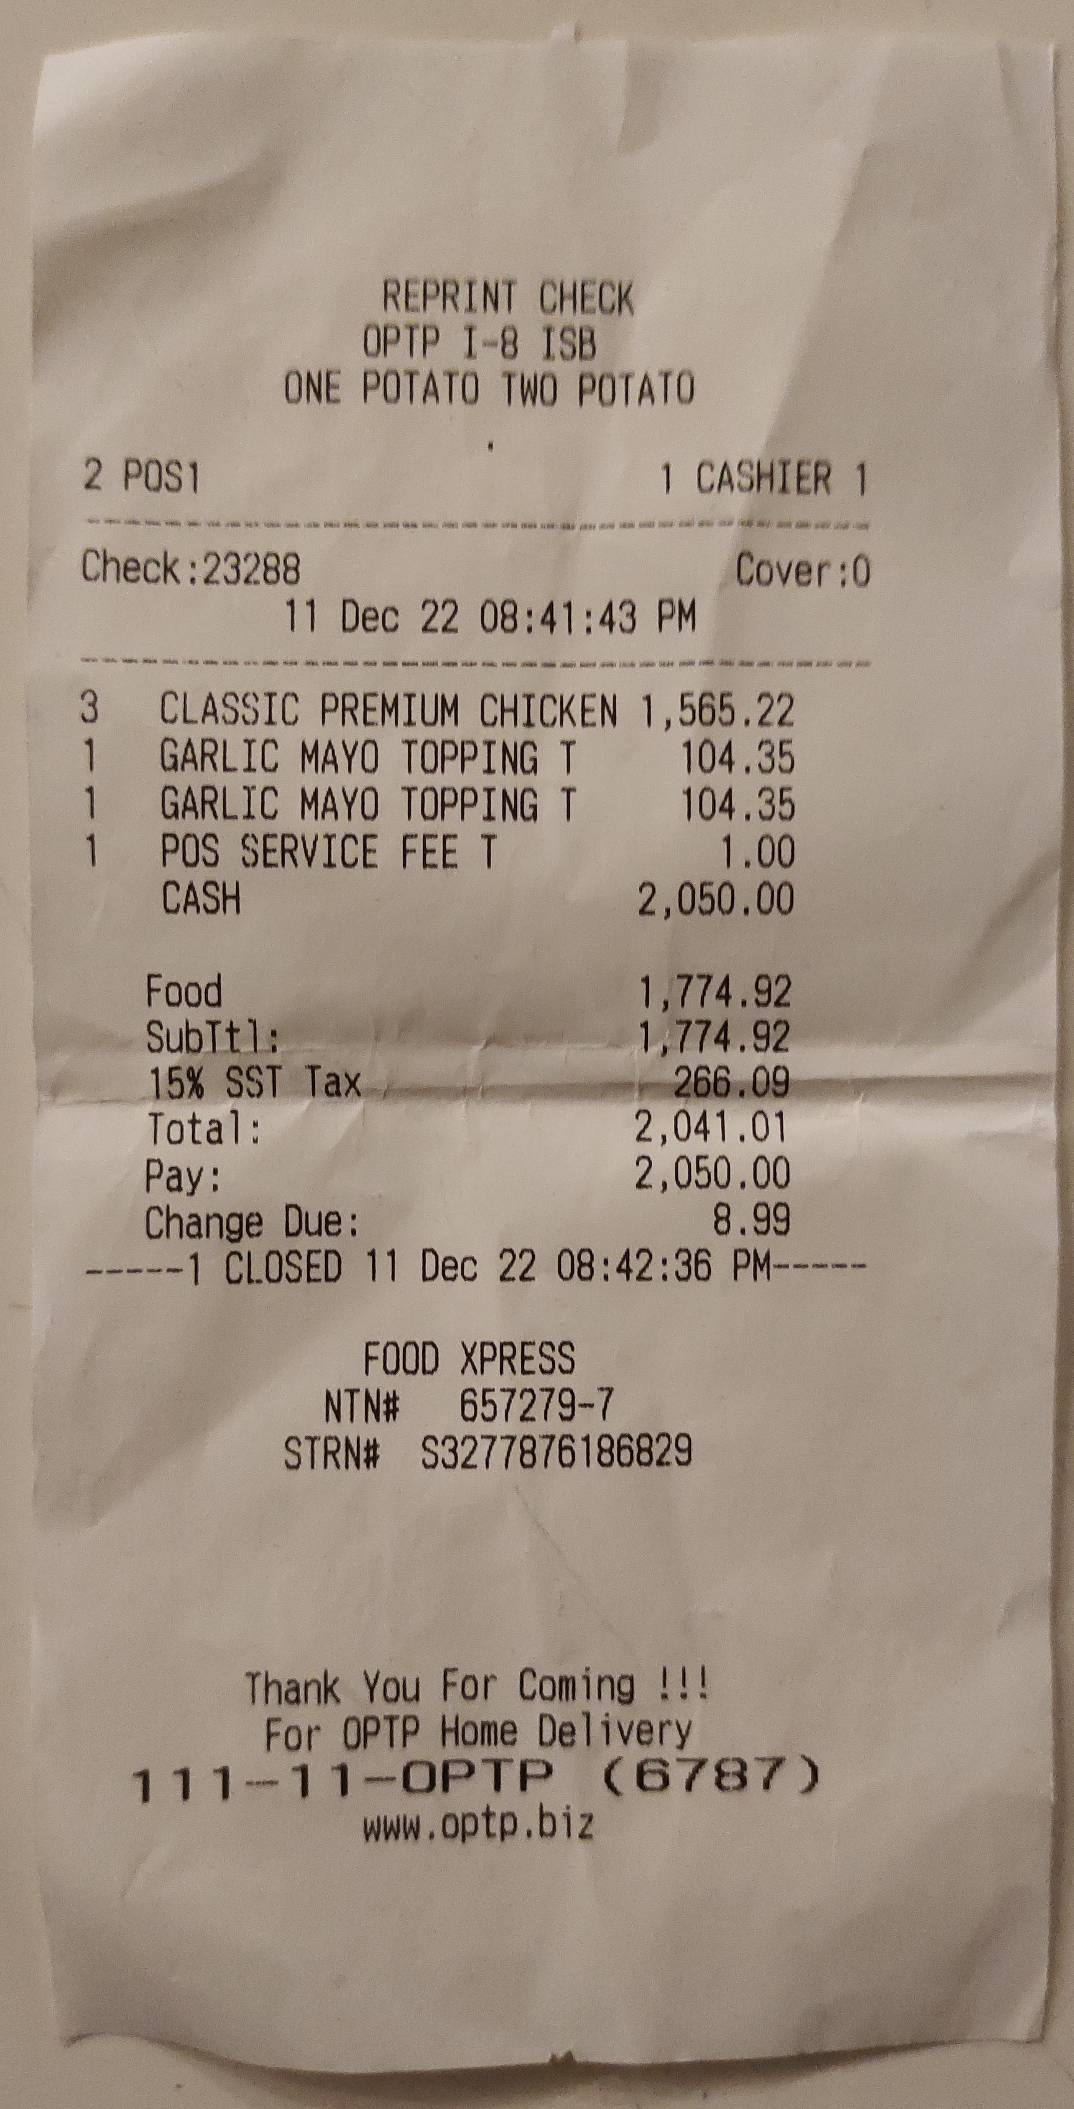 REPRINT CHECK
OPTP I-8 ISB
ONE POTATO TWO POTATO
2 POS1 1 CASHIER 1
Check:23288 Cover:0
11 Dec 22 08:41:43 PM
3 CLASSIC PREMIUM CHICKEN 1,565.22
1 GARLIC MAYO TOPPING T 104.35
1 GARLIC MAYO TOPPING T 104.35
1 POS SERVICE FEE T 1.00
CASH 2,050.00
Food 1,774.92
SubTtl: 1,774.92
15% SST Tax 266.09
Total: 2,041.01
Pay: 2,050.00
Change Due: 8.99
-----1 CLOSED 11 Dec 22 08:42:36 PM-----
FOOD XPRESS
NTN# 657279-7
STRN# S3277876186829
Thank You For Coming !!!
For OPTP Home Delivery
111-11-OPTP (6787)
www.optp.biz